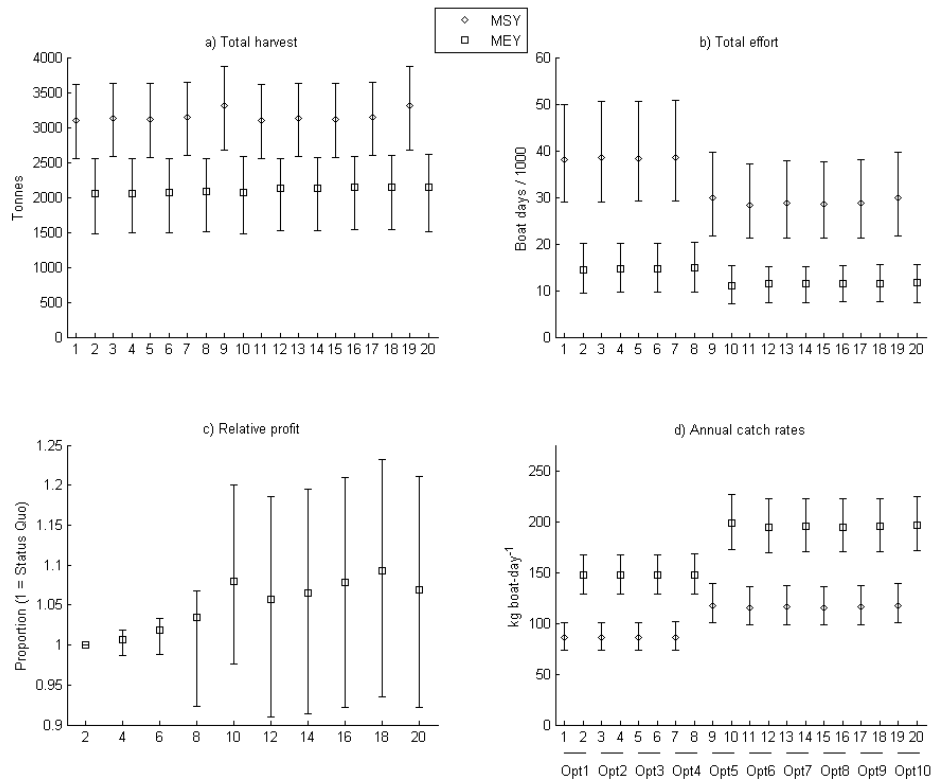 MSY
MEY
a) Total harvest
Tonnes
4000
3500
3000
2500
2000
1500
1000
500
0
1 2 3 4 5 6 7 8 9 10 11 12 13 14 15 16 17 18 19 20
b) Total effort
Boat days / 1000
60
50
40
30
20
10
0
1 2 3 4 5 6 7 8 9 10 11 12 13 14 15 16 17 18 19 20
c) Relative profit
Proportion (1 = Status Quo)
1.25
1.2
1.15
1.1
1.05
1
0.95
0.9
2 4 6 8 10 12 14 16 18 20
d) Annual catch rates
kg boat-day⁻¹
250
200
150
100
50
0
1 2 3 4 5 6 7 8 9 10 11 12 13 14 15 16 17 18 19 20
Opt1 Opt2 Opt3 Opt4 Opt5 Opt6 Opt7 Opt8 Opt9 Opt10